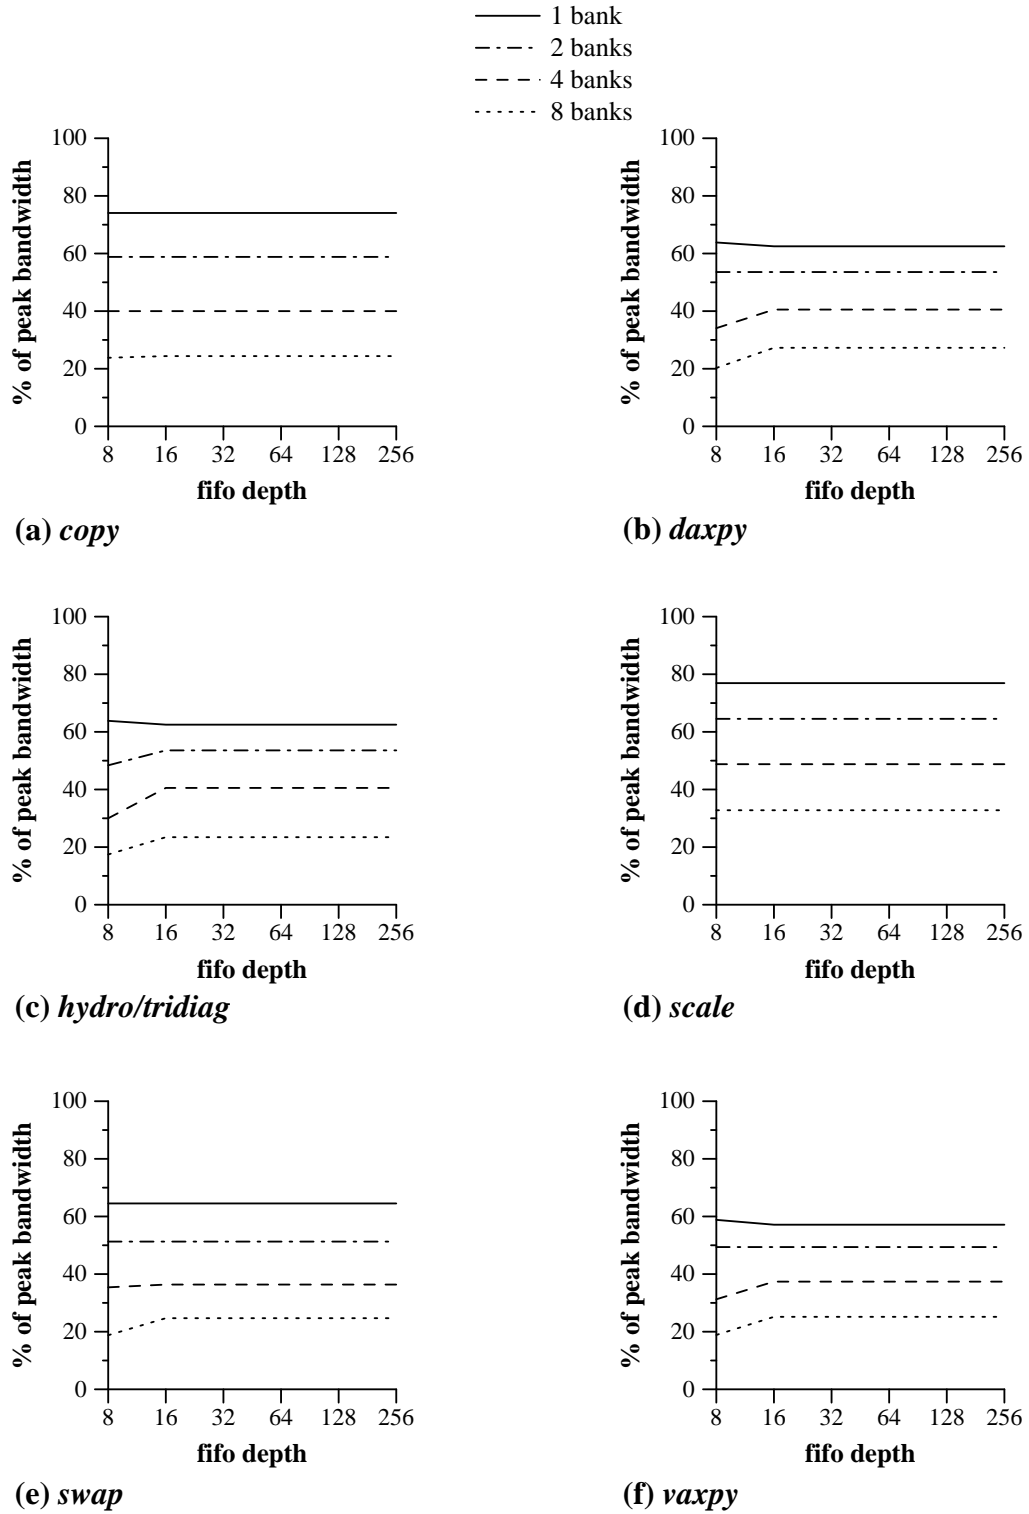 1 bank
2 banks
4 banks
8 banks
% of peak bandwidth
100
80
60
40
20
0
8 16 32 64 128 256
fifo depth
(a) copy
% of peak bandwidth
100
80
60
40
20
0
8 16 32 64 128 256
fifo depth
(b) daxpy
% of peak bandwidth
100
80
60
40
20
0
8 16 32 64 128 256
fifo depth
(c) hydro/tridiag
% of peak bandwidth
100
80
60
40
20
0
8 16 32 64 128 256
fifo depth
(d) scale
% of peak bandwidth
100
80
60
40
20
0
8 16 32 64 128 256
fifo depth
(e) swap
% of peak bandwidth
100
80
60
40
20
0
8 16 32 64 128 256
fifo depth
(f) vaxpy